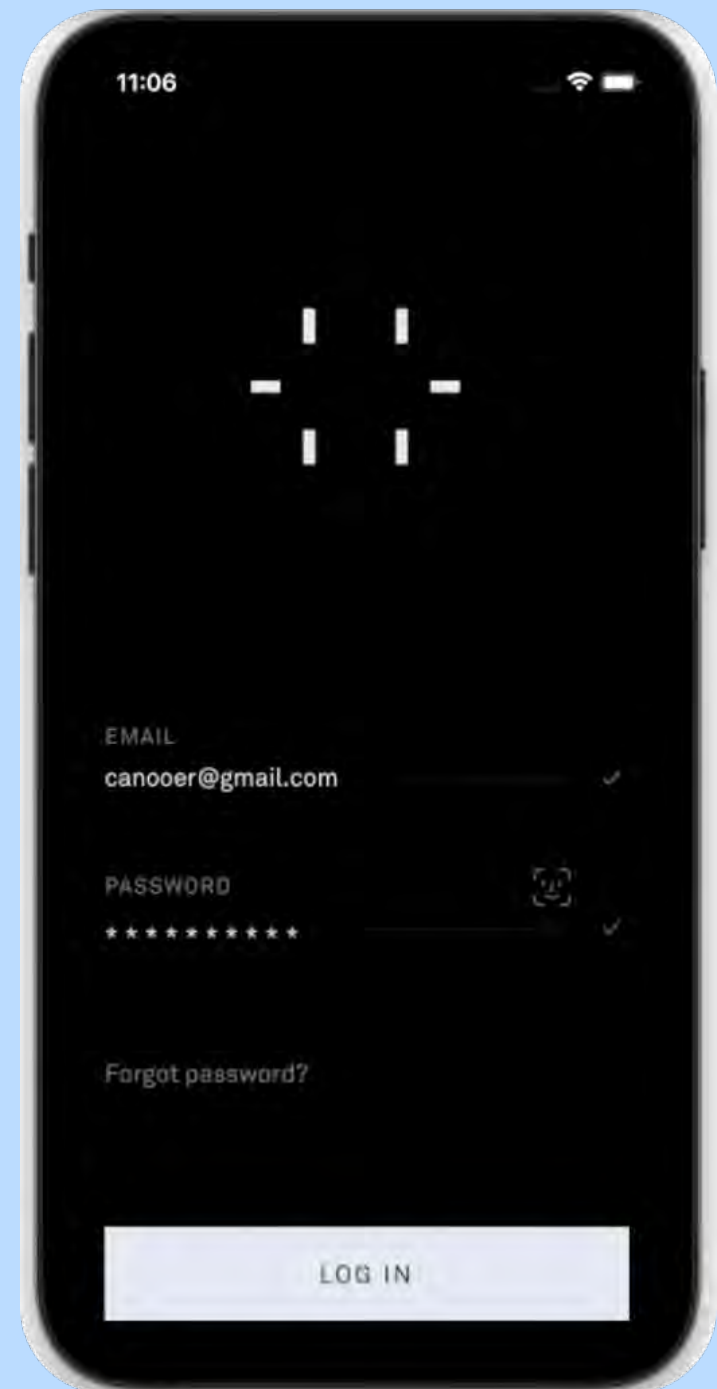 11:06
EMAIL
canooer@gmail.com
PASSWORD
**********
Forgot password?
LOG IN